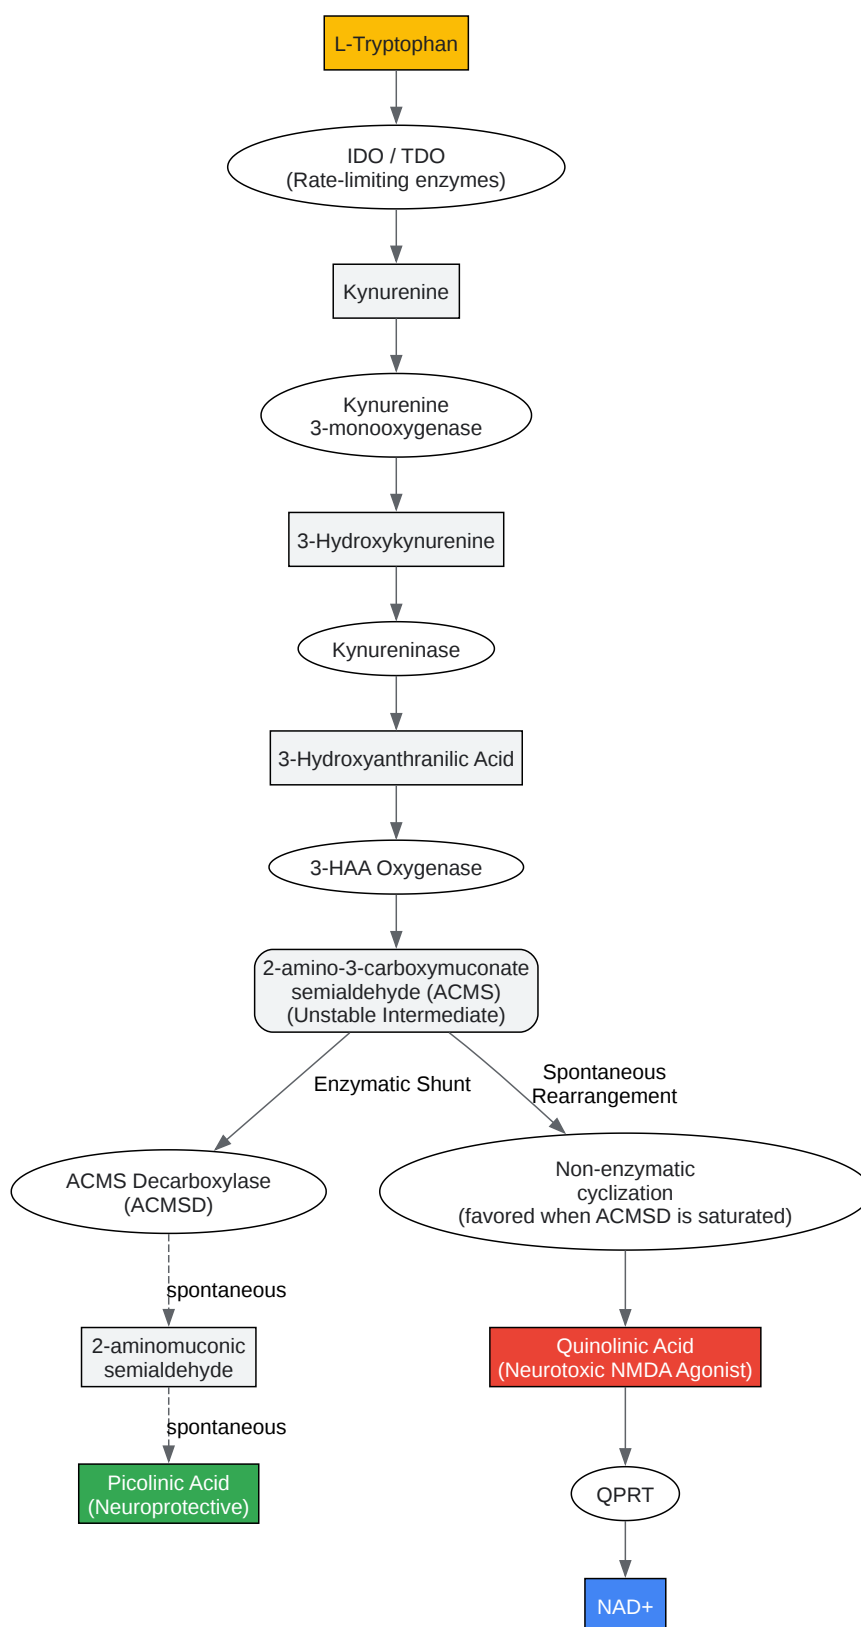 L-Tryptophan
IDO / TDO
(Rate-limiting enzymes)
Kynurenine
Kynurenine
3-monooxygenase
3-Hydroxykynurenine
Kynureninase
3-Hydroxyanthranilic Acid
3-HAA Oxygenase
2-amino-3-carboxymuconate
semialdehyde (ACMS)
(Unstable Intermediate)
Enzymatic Shunt
Spontaneous
Rearrangement
ACMS Decarboxylase
(ACMSD)
Non-enzymatic
cyclization
(favored when ACMSD is saturated)
spontaneous
2-aminomuconic
semialdehyde
Quinolinic Acid
(Neurotoxic NMDA Agonist)
spontaneous
Picolinic Acid
(Neuroprotective)
QPRT
NAD+